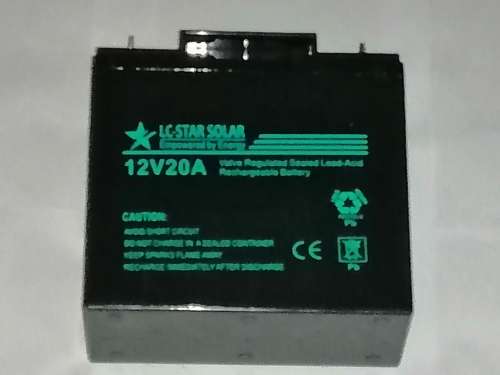 LC-STAR SOLAR
Empowered by Energy
12V20A
Valve Regulated Sealed Lead-Acid
Rechargeable Battery
CAUTION:
AVOID SHORT CIRCUIT
DO NOT CHARGE IN A SEALED CONTAINER
KEEP SPARKS FLAME AWAY
RECHARGE IMMEDIATELY AFTER DISCHARGE
CE
Pb
Pb